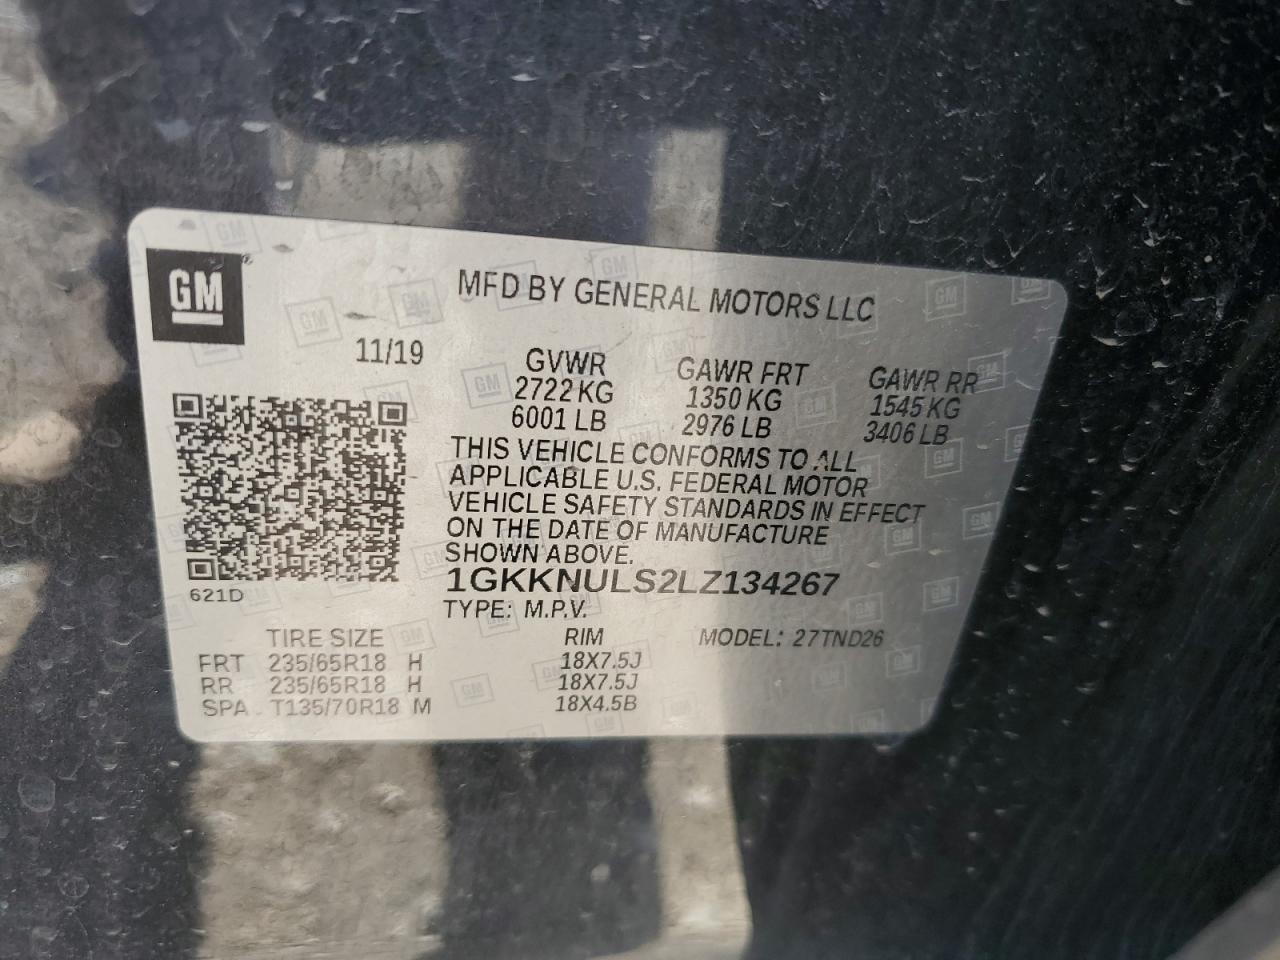 GM
MFD BY GENERAL MOTORS LLC
11/19
GVWR GAWR FRT GAWR RR
2722 KG 1350 KG 1545 KG
6001 LB 2976 LB 3406 LB
THIS VEHICLE CONFORMS TO ALL
APPLICABLE U.S. FEDERAL MOTOR
VEHICLE SAFETY STANDARDS IN EFFECT
ON THE DATE OF MANUFACTURE
SHOWN ABOVE.
1GKKNULS2LZ134267
621D
TYPE: M.P.V.
TIRE SIZE RIM MODEL: 27TND26
FRT 235/65R18 H 18X7.5J
RR 235/65R18 H 18X7.5J
SPA T135/70R18 M 18X4.5B